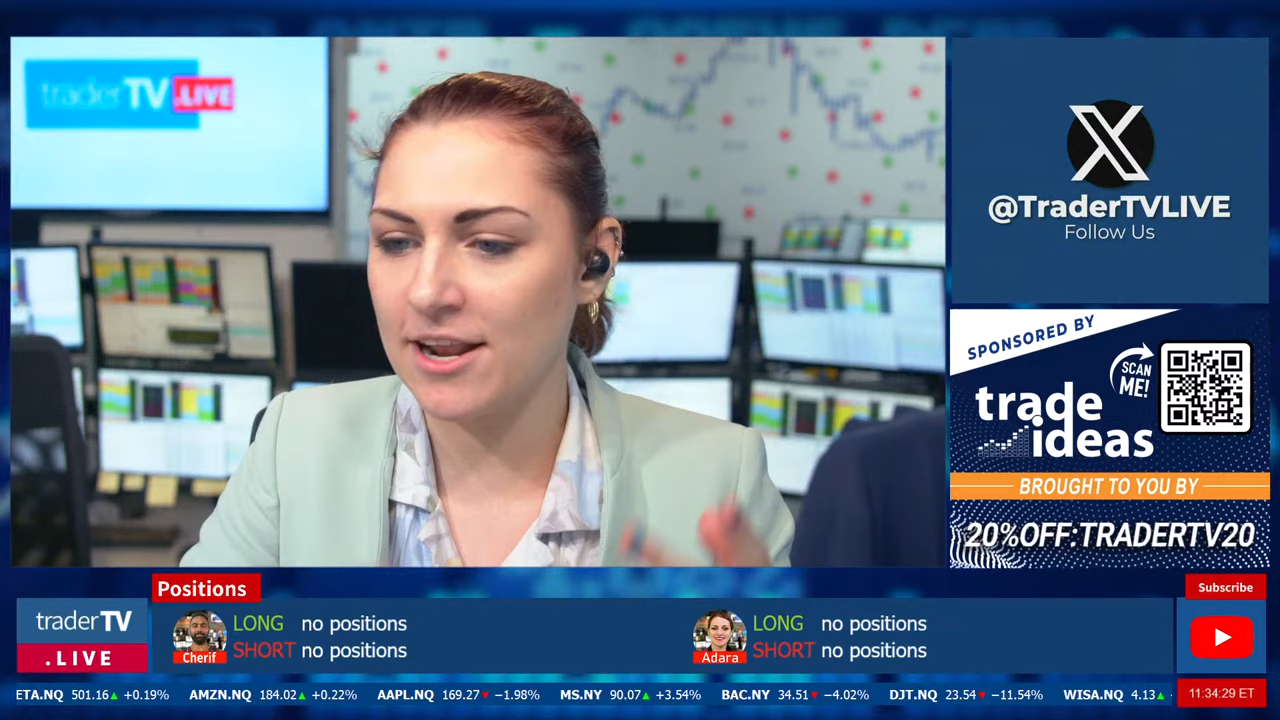 traderTV.LIVE
X
@TraderTVLIVE
Follow Us
SPONSORED BY
SCAN
ME!
trade
ideas
BROUGHT TO YOU BY
20%OFF:TRADERTV20
Positions
Subscribe
traderTV
.LIVE
Cherif
LONG no positions
SHORT no positions
Adara
LONG no positions
SHORT no positions
ETA.NQ 501.16▲ +0.19% AMZN.NQ 184.02▲ +0.22% AAPL.NQ 169.27▼ −1.98% MS.NY 90.07▲ +3.54% BAC.NY 34.51▼ −4.02% DJT.NQ 23.54▼ −11.54% WISA.NQ 4.13▲
11:34:29 ET